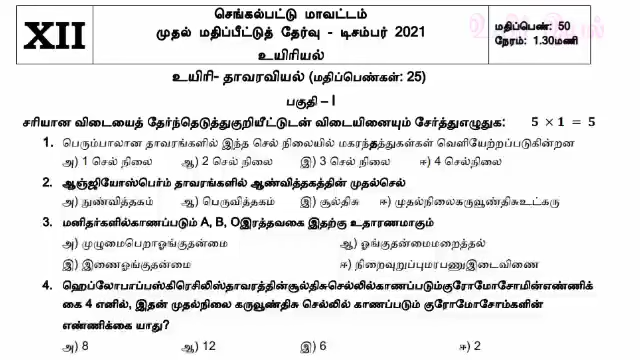 செங்கல்பட்டு மாவட்டம்
XII
முதல் மதிப்பீட்டுத் தேர்வு - டிசம்பர் 2021
மதிப்பெண்: 50
நேரம்: 1.30மணி
உயிரியல்
உயிரி- தாவரவியல் (மதிப்பெண்கள்: 25)
பகுதி – I
சரியான விடையைத் தேர்ந்தெடுத்துகுறியீட்டுடன் விடையினையும் சேர்த்துஎழுதுக: 5 × 1 = 5
1. பெரும்பாலான தாவரங்களில் இந்த செல் நிலையில் மகரந்தத்துகள்கள் வெளியேற்றப்படுகின்றன
அ) 1 செல் நிலை ஆ) 2 செல் நிலை இ) 3 செல் நிலை ஈ) 4 செல்நிலை
2. ஆஞ்ஜியோஸ்பெர்ம் தாவரங்களில் ஆண்வித்தகத்தின் முதல்செல்
அ) நுண்வித்தகம் ஆ) பெருவித்தகம் இ) சூல்திசு ஈ) முதல்நிலைகருவூண்திசுஉட்கரு
3. மனிதர்களில்காணப்படும் A, B, Oஇரத்தவகை இதற்கு உதாரணமாகும்
அ) முழுமைபெறாஓங்குதன்மை ஆ) ஓங்குதன்மைமறைத்தல்
இ) இணைஓங்குதன்மை ஈ) நிறைவுறுப்புமரபணுஇடைவிணை
4. ஹெப்லோபாப்பஸ்கிரெசிலிஸ்தாவரத்தின்சூல்திசுசெல்லில்காணப்படும்குரோமோசோமின்எண்ணிக்
கை 4 எனில், இதன் முதல்நிலை கருவூண்திசு செல்லில் காணப்படும் குரோமோசோம்களின்
எண்ணிக்கை யாது?
அ) 8 ஆ) 12 இ) 6 ஈ) 2